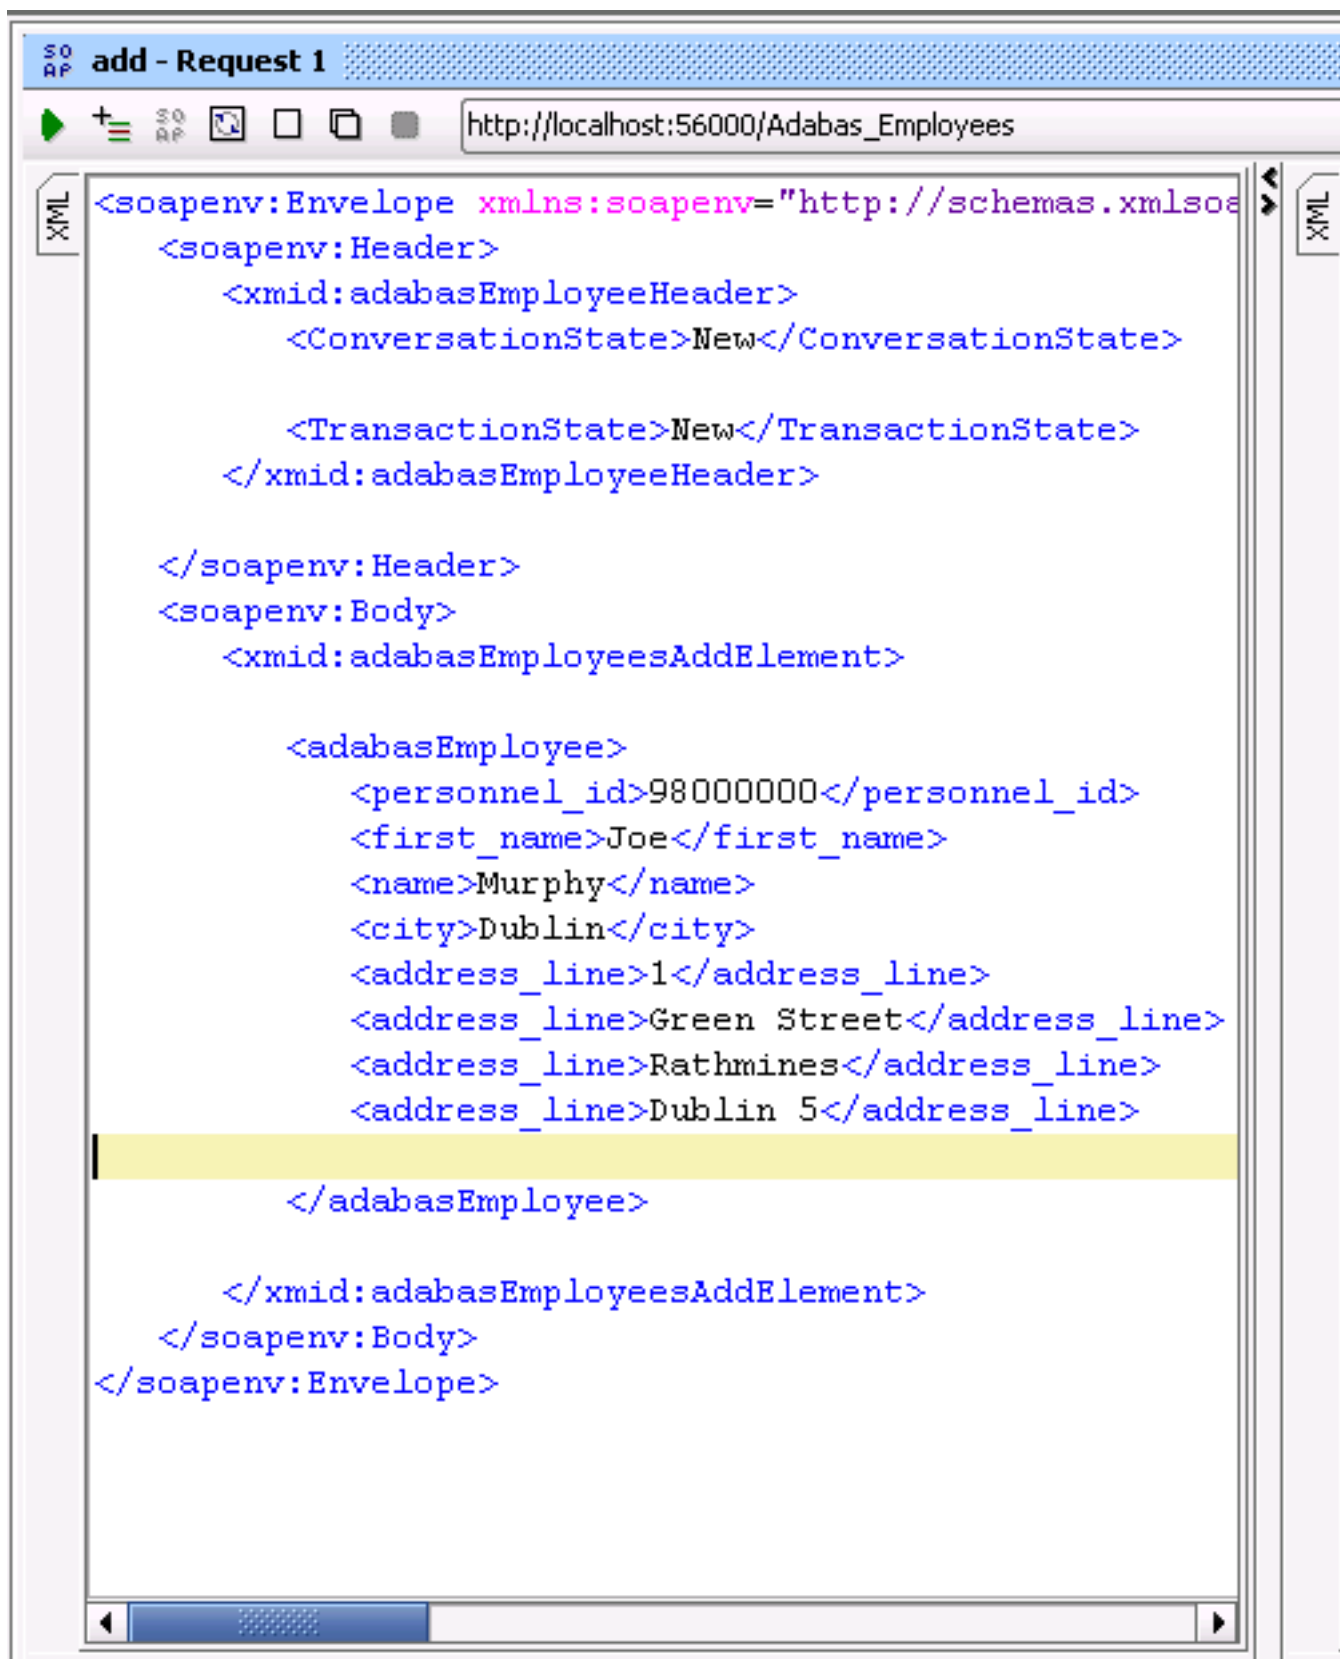 SOAP add - Request 1
http://localhost:56000/Adabas_Employees
XML
XML
<soapenv:Envelope xmlns:soapenv="http://schemas.xmlsoa
<soapenv:Header>
<xmid:adabasEmployeeHeader>
<ConversationState>New</ConversationState>
<TransactionState>New</TransactionState>
</xmid:adabasEmployeeHeader>
</soapenv:Header>
<soapenv:Body>
<xmid:adabasEmployeesAddElement>
<adabasEmployee>
<personnel_id>98000000</personnel_id>
<first_name>Joe</first_name>
<name>Murphy</name>
<city>Dublin</city>
<address_line>1</address_line>
<address_line>Green Street</address_line>
<address_line>Rathmines</address_line>
<address_line>Dublin 5</address_line>
</adabasEmployee>
</xmid:adabasEmployeesAddElement>
</soapenv:Body>
</soapenv:Envelope>